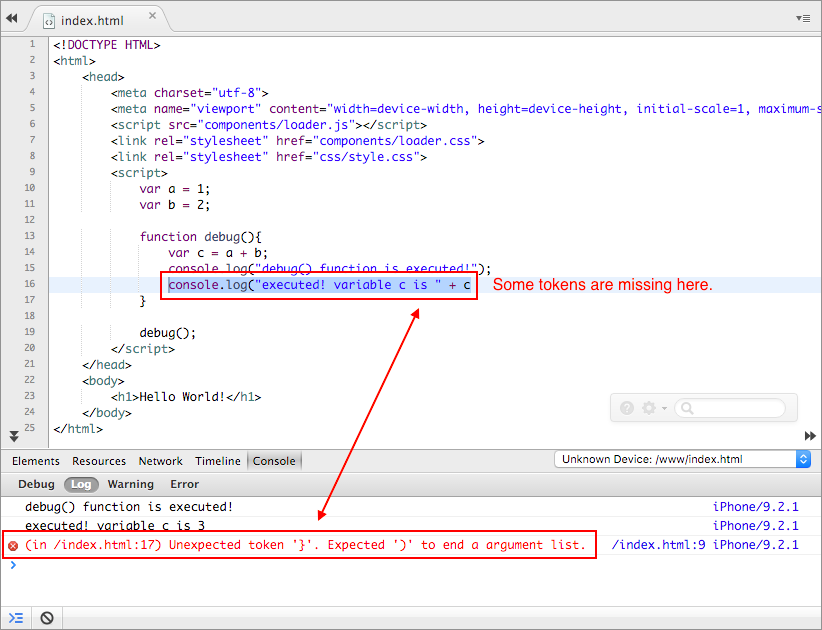 index.html
1 <!DOCTYPE HTML>
2 <html>
3 <head>
4 <meta charset="utf-8">
5 <meta name="viewport" content="width=device-width, height=device-height, initial-scale=1, maximum-s
6 <script src="components/loader.js"></script>
7 <link rel="stylesheet" href="components/loader.css">
8 <link rel="stylesheet" href="css/style.css">
9 <script>
10 var a = 1;
11 var b = 2;
12
13 function debug(){
14 var c = a + b;
15 console.log("debug() function is executed!");
16 console.log("executed! variable c is " + c Some tokens are missing here.
17 }
18
19 debug();
20 </script>
21 </head>
22 <body>
23 <h1>Hello World!</h1>
24 </body>
25 </html>
Elements Resources Network Timeline Console Unknown Device: /www/index.html
Debug Log Warning Error
debug() function is executed! iPhone/9.2.1
executed! variable c is 3 iPhone/9.2.1
(in /index.html:17) Unexpected token '}'. Expected ')' to end a argument list. /index.html:9 iPhone/9.2.1